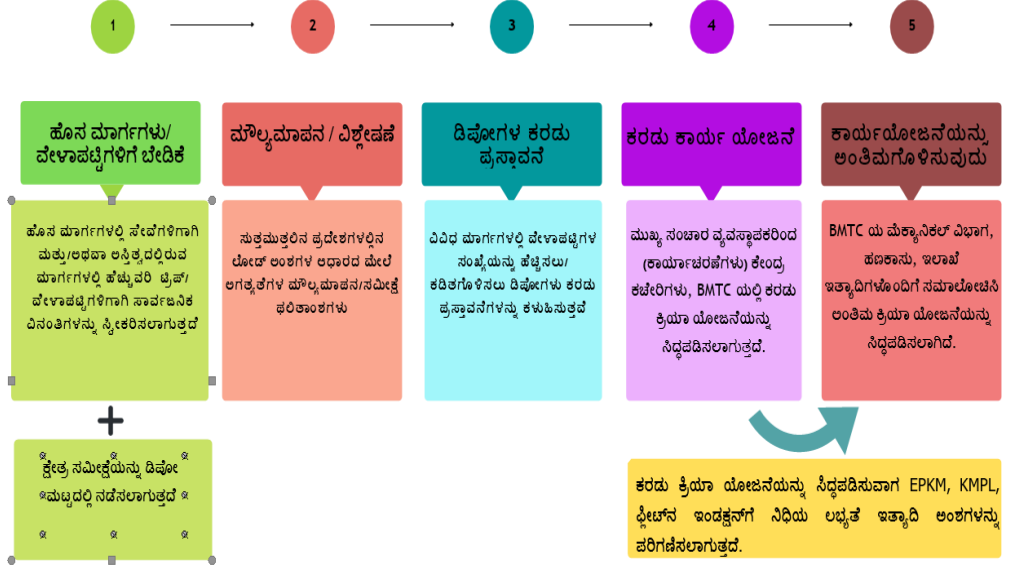 1
2
3
4
5
ಹೊಸ ಮಾರ್ಗಗಳು/
ವೇಳಾಪಟ್ಟಿಗಳಿಗೆ ಬೇಡಿಕೆ
ಮೌಲ್ಯಮಾಪನ / ವಿಶ್ಲೇಷಣೆ
ಡಿಪೋಗಳ ಕರಡು
ಪ್ರಸ್ತಾವನೆ
ಕರಡು ಕಾರ್ಯ ಯೋಜನೆ
ಕಾರ್ಯಯೋಜನೆಯನ್ನು
ಅಂತಿಮಗೊಳಿಸುವುದು
ಹೊಸ ಮಾರ್ಗಗಳಲ್ಲಿ ಸೇವೆಗಳಿಗಾಗಿ
ಮತ್ತು/ಅಥವಾ ಅಸ್ತಿತ್ವದಲ್ಲಿರುವ
ಮಾರ್ಗಗಳಲ್ಲಿ ಹೆಚ್ಚುವರಿ ಟ್ರಿಪ್/
ವೇಳಾಪಟ್ಟಿಗಳಿಗಾಗಿ ಸಾರ್ವಜನಿಕ
ವಿನಂತಿಗಳನ್ನು ಸ್ವೀಕರಿಸಲಾಗುತ್ತದೆ
+
ಕ್ಷೇತ್ರ ಸಮೀಕ್ಷೆಯನ್ನು ಡಿಪೋ
ಮಟ್ಟದಲ್ಲಿ ನಡೆಸಲಾಗುತ್ತದೆ
ಸುತ್ತಮುತ್ತಲಿನ ಪ್ರದೇಶಗಳಲ್ಲಿನ
ಲೋಡ್ ಅಂಶಗಳ ಆಧಾರದ ಮೇಲೆ
ಅಗತ್ಯತೆಗಳ ಮೌಲ್ಯಮಾಪನ/ಸಮೀಕ್ಷೆ
ಫಲಿತಾಂಶಗಳು
ವಿವಿಧ ಮಾರ್ಗಗಳಲ್ಲಿ ವೇಳಾಪಟ್ಟಿಗಳ
ಸಂಖ್ಯೆಯನ್ನು ಹೆಚ್ಚಿಸಲು/
ಕಡಿತಗೊಳಿಸಲು ಡಿಪೋಗಳು ಕರಡು
ಪ್ರಸ್ತಾವನೆಗಳನ್ನು ಕಳುಹಿಸುತ್ತವೆ
ಮುಖ್ಯ ಸಂಚಾರ ವ್ಯವಸ್ಥಾಪಕರಿಂದ
(ಕಾರ್ಯಾಚರಣೆಗಳು) ಕೇಂದ್ರ
ಕಚೇರಿಗಳು, BMTC ಯಲ್ಲಿ ಕರಡು
ಕ್ರಿಯಾ ಯೋಜನೆಯನ್ನು
ಸಿದ್ಧಪಡಿಸಲಾಗುತ್ತದೆ.
BMTC ಯ ಮೆಕ್ಯಾನಿಕಲ್ ವಿಭಾಗ,
ಹಣಕಾಸು, ಇಲಾಖೆ
ಇತ್ಯಾದಿಗಳೊಂದಿಗೆ ಸಮಾಲೋಚಿಸಿ
ಅಂತಿಮ ಕ್ರಿಯಾ ಯೋಜನೆಯನ್ನು
ಸಿದ್ಧಪಡಿಸಲಾಗಿದೆ.
ಕರಡು ಕ್ರಿಯಾ ಯೋಜನೆಯನ್ನು ಸಿದ್ಧಪಡಿಸುವಾಗ EPKM, KMPL,
ಫ್ಲೀಟ್‌ನ ಇಂಡಕ್ಷನ್‌ಗೆ ನಿಧಿಯ ಲಭ್ಯತೆ ಇತ್ಯಾದಿ ಅಂಶಗಳನ್ನು
ಪರಿಗಣಿಸಲಾಗುತ್ತದೆ.